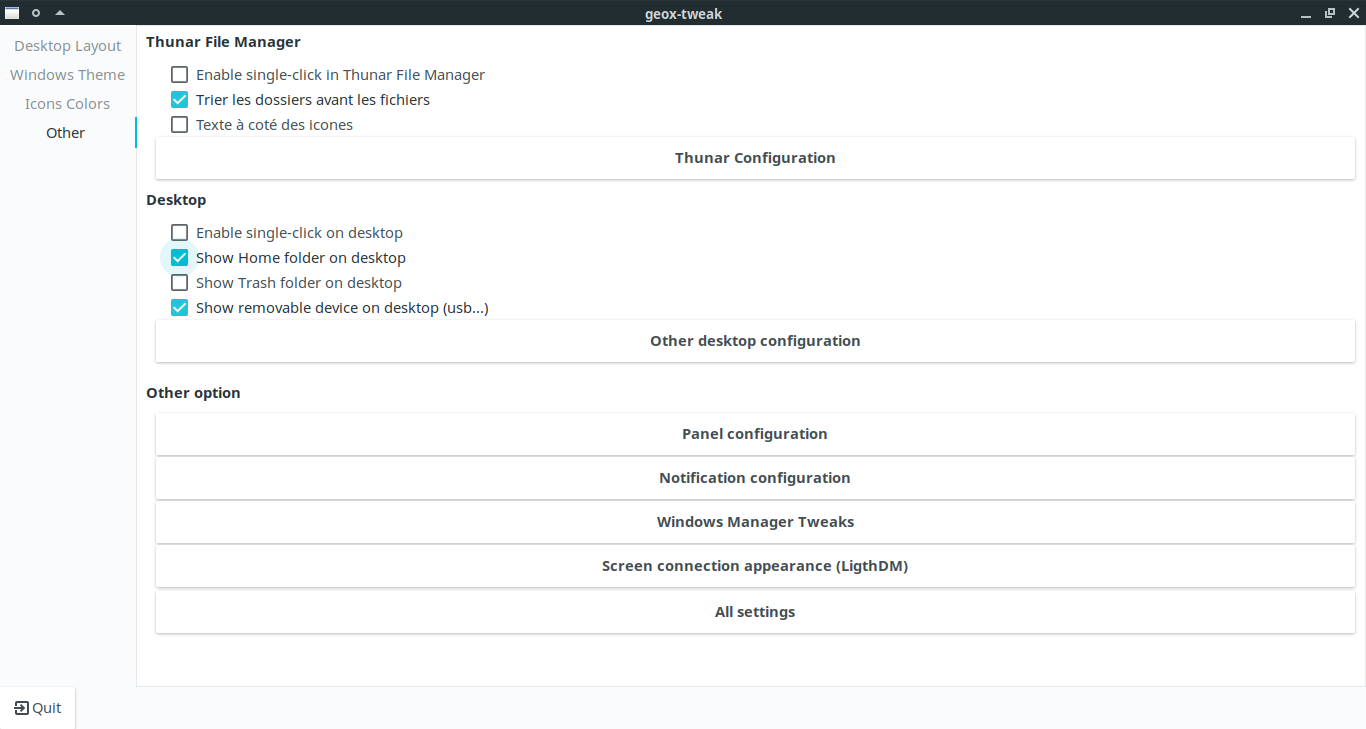 geox-tweak
Desktop Layout
Windows Theme
Icons Colors
Other
Thunar File Manager
Enable single-click in Thunar File Manager
Trier les dossiers avant les fichiers
Texte à coté des icones
Thunar Configuration
Desktop
Enable single-click on desktop
Show Home folder on desktop
Show Trash folder on desktop
Show removable device on desktop (usb...)
Other desktop configuration
Other option
Panel configuration
Notification configuration
Windows Manager Tweaks
Screen connection appearance (LigthDM)
All settings
Quit